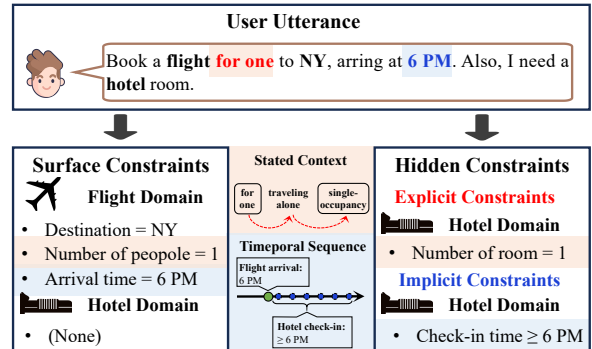 User Utterance
Book a flight for one to NY, arring at 6 PM. Also, I need a
hotel room.
Surface Constraints
Flight Domain
• Destination = NY
• Number of peopole = 1
• Arrival time = 6 PM
Hotel Domain
• (None)
Stated Context
for one
traveling alone
single-occupancy
Timeporal Sequence
Flight arrival:
6 PM
Hotel check-in:
≥ 6 PM
Hidden Constraints
Explicit Constraints
Hotel Domain
• Number of room = 1
Implicit Constraints
Hotel Domain
• Check-in time ≥ 6 PM